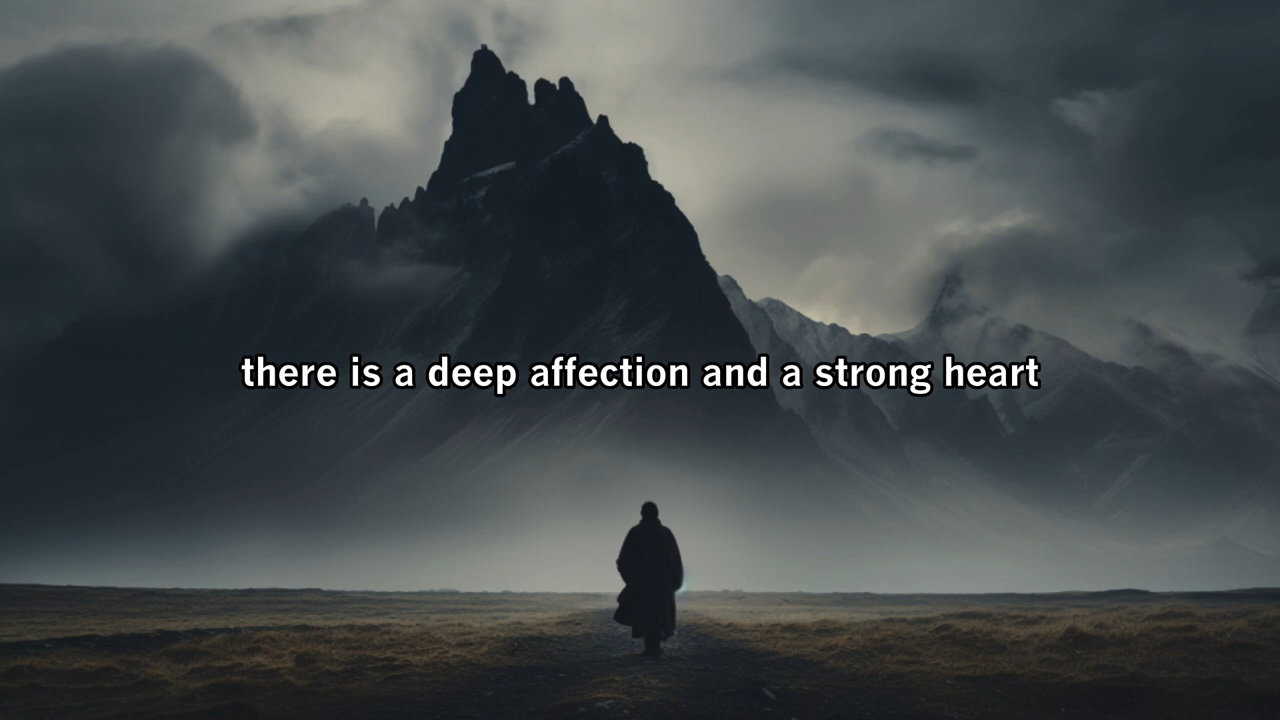 there is a deep affection and a strong heart